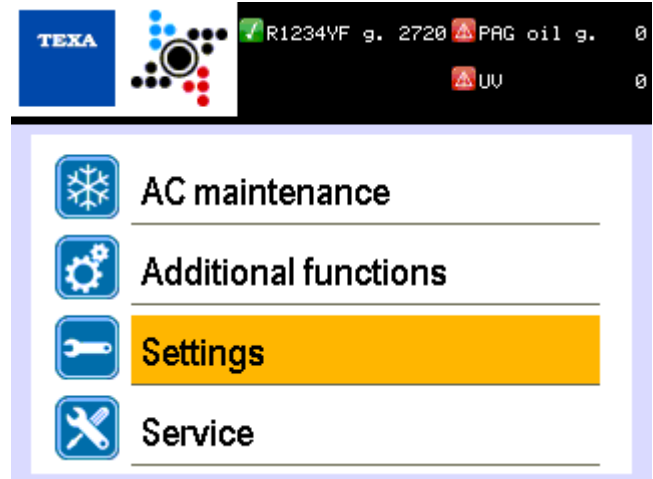 TEXA
R1234YF g. 2720 PAG oil g. 0
UV 0
AC maintenance
Additional functions
Settings
Service